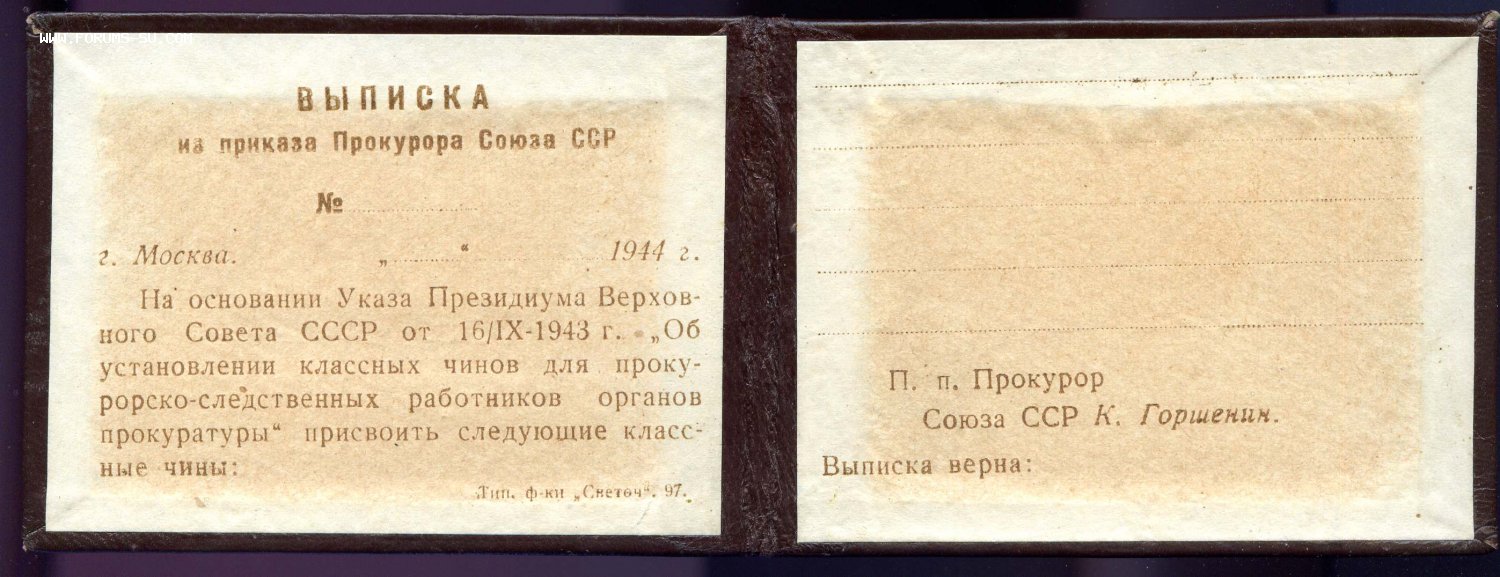 www.forums-su.com
ВЫПИСКА
из приказа Прокурора Союза ССР
№
г. Москва. „ “ 1944 г.
На основании Указа Президиума Верхов-
ного Совета СССР от 16/IX-1943 г. „Об
установлении классных чинов для проку-
рорско-следственных работников органов
прокуратуры“ присвоить следующие класс-
ные чины:
Тип. ф-ки „Светоч“. 97.
П. п. Прокурор
Союза ССР К. Горшенин.
Выписка верна: